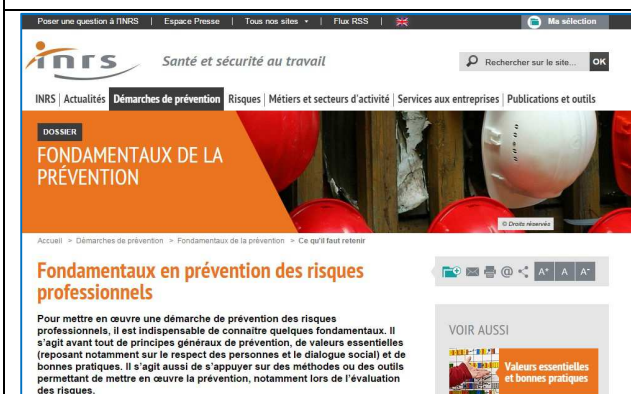 Poser une question à l'INRS | Espace Presse | Tous nos sites | Flux RSS | Ma sélection
inrs Santé et sécurité au travail Rechercher sur le site... OK
INRS | Actualités | Démarches de prévention | Risques | Métiers et secteurs d'activité | Services aux entreprises | Publications et outils
DOSSIER
FONDAMENTAUX DE LA
PRÉVENTION
© Droits réservés
Accueil > Démarches de prévention > Fondamentaux de la prévention > Ce qu'il faut retenir
Fondamentaux en prévention des risques
professionnels
A+ A A-
Pour mettre en œuvre une démarche de prévention des risques
professionnels, il est indispensable de connaître quelques fondamentaux. Il
s'agit avant tout de principes généraux de prévention, de valeurs essentielles
(reposant notamment sur le respect des personnes et le dialogue social) et de
bonnes pratiques. Il s'agit aussi de s'appuyer sur des méthodes ou des outils
permettant de mettre en œuvre la prévention, notamment lors de l'évaluation
des risques.
VOIR AUSSI
Valeurs essentielles
et bonnes pratiques